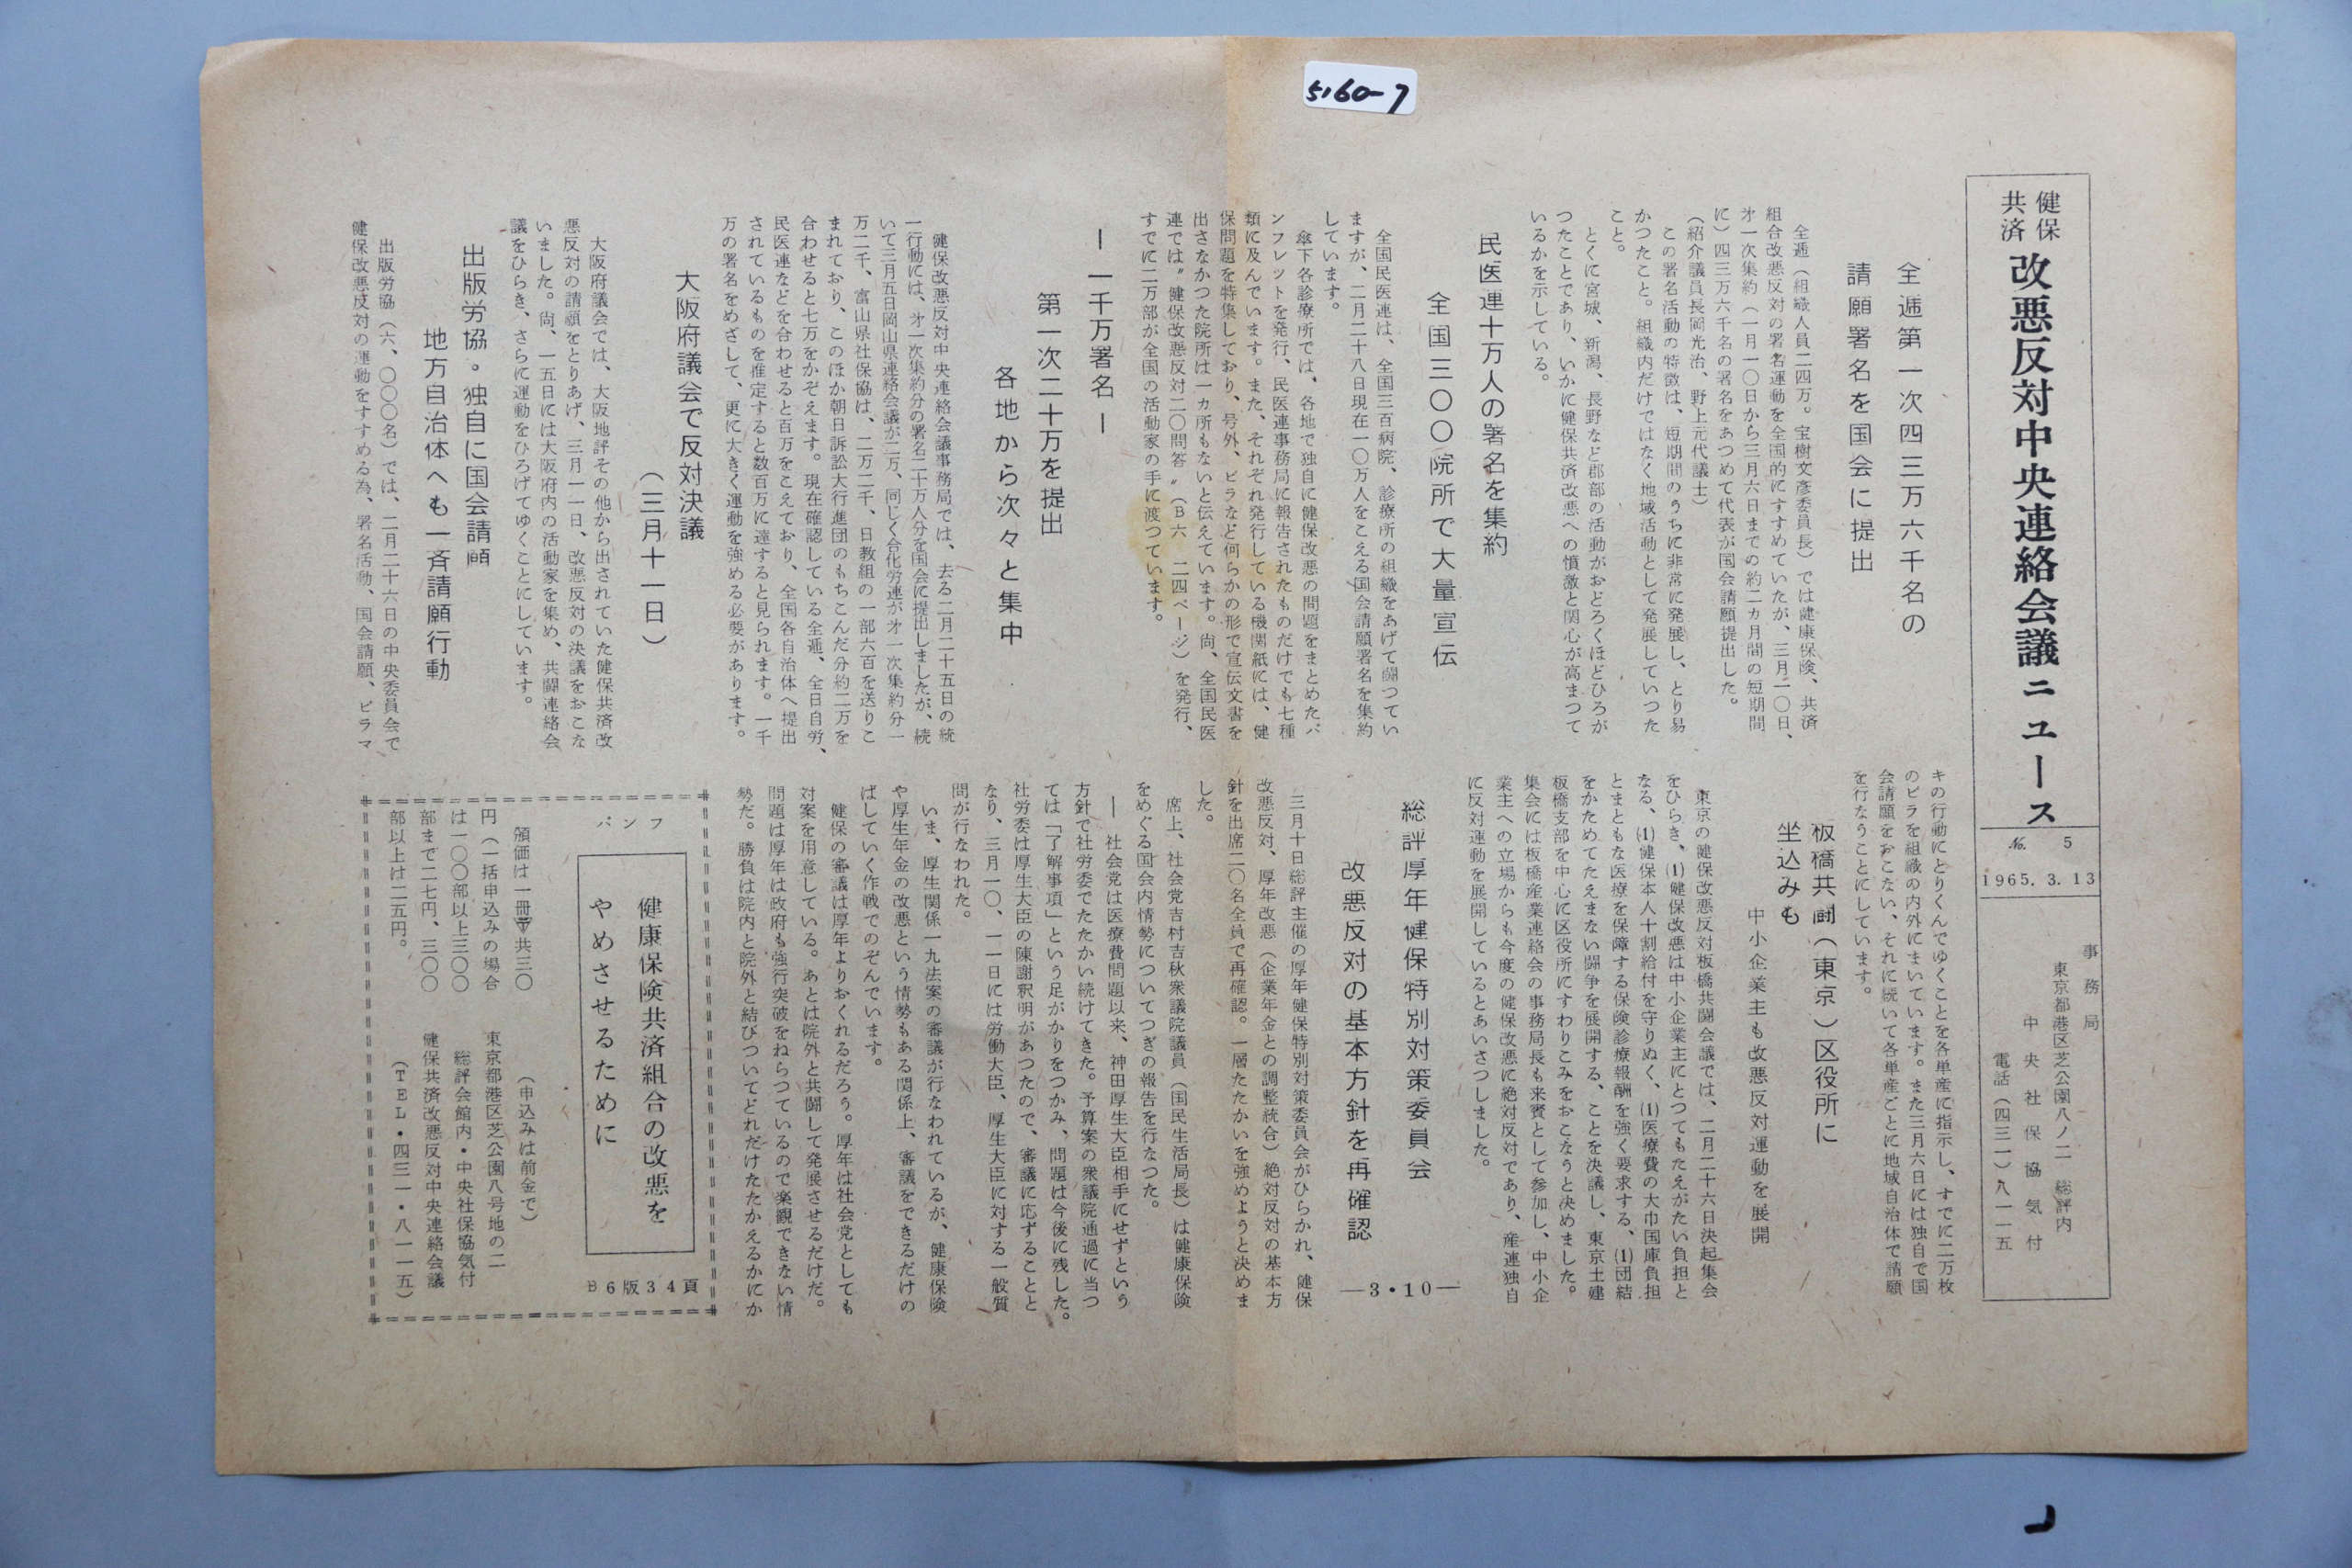 5160-7
健保
共済
改悪反対中央連絡会議ニュース
№ 5
1965.3.13
事務局
東京都港区芝公園八ノ二 総評内
中央社保協気付
電話(四三一)八一一五
全逓第一次四三万六千名の
請願署名を国会に提出
全逓(組織人員二四万。宝樹文彦委員長)では健康保険、共済
組合改悪反対の署名運動を全国的にすすめていたが、三月一〇日、
オ一次集約(一月一〇日から三月六日までの約二カ月間の短期間
に)四三万六千名の署名をあつめて代表が国会請願提出した。
(紹介議員長岡光治、野上元代議士)
この署名活動の特徴は、短期間のうちに非常に発展し、とり易
かつたこと。組織内だけではなく地域活動として発展していつた
こと。
とくに宮城、新潟、長野など郡部の活動がおどろくほどひろが
つたことであり、いかに健保共済改悪への憤激と関心が高まつて
いるかを示している。
民医連十万人の署名を集約
全国三〇〇院所で大量宣伝
全国民医連は、全国三百病院、診療所の組織をあげて闘つてい
ますが、二月二十八日現在一〇万人をこえる国会請願署名を集約
しています。
傘下各診療所では、各地で独自に健保改悪の問題をまとめたパ
ンフレットを発行、民医連事務局に報告されたものだけでも七種
類に及んでいます。また、それぞれ発行している機関紙には、健
保問題を特集しており、号外、ビラなど何らかの形で宣伝文書を
出さなかつた院所は一カ所もないと伝えています。尚、全国民医
連では〝健保改悪反対二〇問答〟(B六 二四ページ)を発行、
すでに二万部が全国の活動家の手に渡つています。
ー一千万署名ー
第一次二十万を提出
各地から次々と集中
健保改悪反対中央連絡会議事務局では、去る二月二十五日の統
一行動には、オ一次集約分の署名二十万人分を国会に提出しましたが、続
いて三月五日岡山県連絡会議が二万、同じく合化労連がオ一次集約分一
万二千、富山県社保協は、二万二千、日教組の一部六百を送りこ
まれており、このほか朝日訴訟大行進団のもちこんだ分約二万を
合わせると七万をかぞえます。現在確認している全逓、全日自労、
民医連などを合わせると百万をこえており、全国各自治体へ提出
されているものを推定すると数百万に達すると見られます。一千
万の署名をめざして、更に大きく運動を強める必要があります。
大阪府議会で反対決議
(三月十一日)
大阪府議会では、大阪地評その他から出されていた健保共済改
悪反対の請願をとりあげ、三月一一日、改悪反対の決議をおこな
いました。尚、一五日には大阪府内の活動家を集め、共闘連絡会
議をひらき、さらに運動をひろげてゆくことにしています。
出版労協。独自に国会請願
地方自治体へも一斉請願行動
出版労協(六、〇〇〇名)では、二月二十六日の中央委員会で
健保改悪反対の運動をすすめる為、署名活動、国会請願、ビラマ
キの行動にとりくんでゆくことを各単産に指示し、すでに二万枚
のビラを組織の内外にまいています。また三月六日には独自で国
会請願をおこない、それに続いて各単産ごとに地域自治体で請願
を行なうことにしています。
板橋共闘(東京)区役所に
坐込みも
中小企業主も改悪反対運動を展開
東京の健保改悪反対板橋共闘会議では、二月二十六日決起集会
をひらき、(1)健保改悪は中小企業主にとつてもたえがたい負担と
なる、(1)健保本人十割給付を守りぬく、(1)医療費の大巾国庫負担
とまともな医療を保障する保険診療報酬を強く要求する、(1)団結
をかためてたえまない闘争を展開する、ことを決議し、東京土建
板橋支部を中心に区役所にすわりこみをおこなうと決めました。
集会には板橋産業連絡会の事務局長も来賓として参加し、中小企
業主への立場からも今度の健保改悪に絶対反対であり、産連独自
に反対運動を展開しているとあいさつしました。
総評厚年健保特別対策委員会
改悪反対の基本方針を再確認
—3・10—
三月十日総評主催の厚年健保特別対策委員会がひらかれ、健保
改悪反対、厚年改悪(企業年金との調整統合)絶対反対の基本方
針を出席二〇名全員で再確認。一層たたかいを強めようと決めま
した。
席上、社会党吉村吉秋衆議院議員(国民生活局長)は健康保険
をめぐる国会内情勢についてつぎの報告を行なつた。
— 社会党は医療費問題以来、神田厚生大臣相手にせずという
方針で社労委でたたかい続けてきた。予算案の衆議院通過に当つ
ては「了解事項」という足がかりをつかみ、問題は今後に残した。
社労委は厚生大臣の陳謝釈明があつたので、審議に応ずることと
なり、三月一〇、一一日には労働大臣、厚生大臣に対する一般質
問が行なわれた。
いま、厚生関係一九法案の審議が行なわれているが、健康保険
や厚生年金の改悪という情勢もある関係上、審議をできるだけの
ばしていく作戦でのぞんでいます。
健保の審議は厚年よりおくれるだろう。厚年は社会党としても
対案を用意している。あとは院外と共闘して発展させるだけだ。
問題は厚年は政府も強行突破をねらつているので楽観できない情
勢だ。勝負は院内と院外と結びついてどれだけたたかえるかにか
パンフ
健康保険共済組合の改悪を
やめさせるために
B6版34頁
頒価は一冊〒共三〇
円(一括申込みの場合
は一〇〇部以上三〇〇
部まで二七円、三〇〇
部以上は二五円。
(申込みは前金で)
東京都港区芝公園八号地の二
総評会館内・中央社保協気付
健保共済改悪反対中央連絡会議
(TEL・四三一・八一一五)